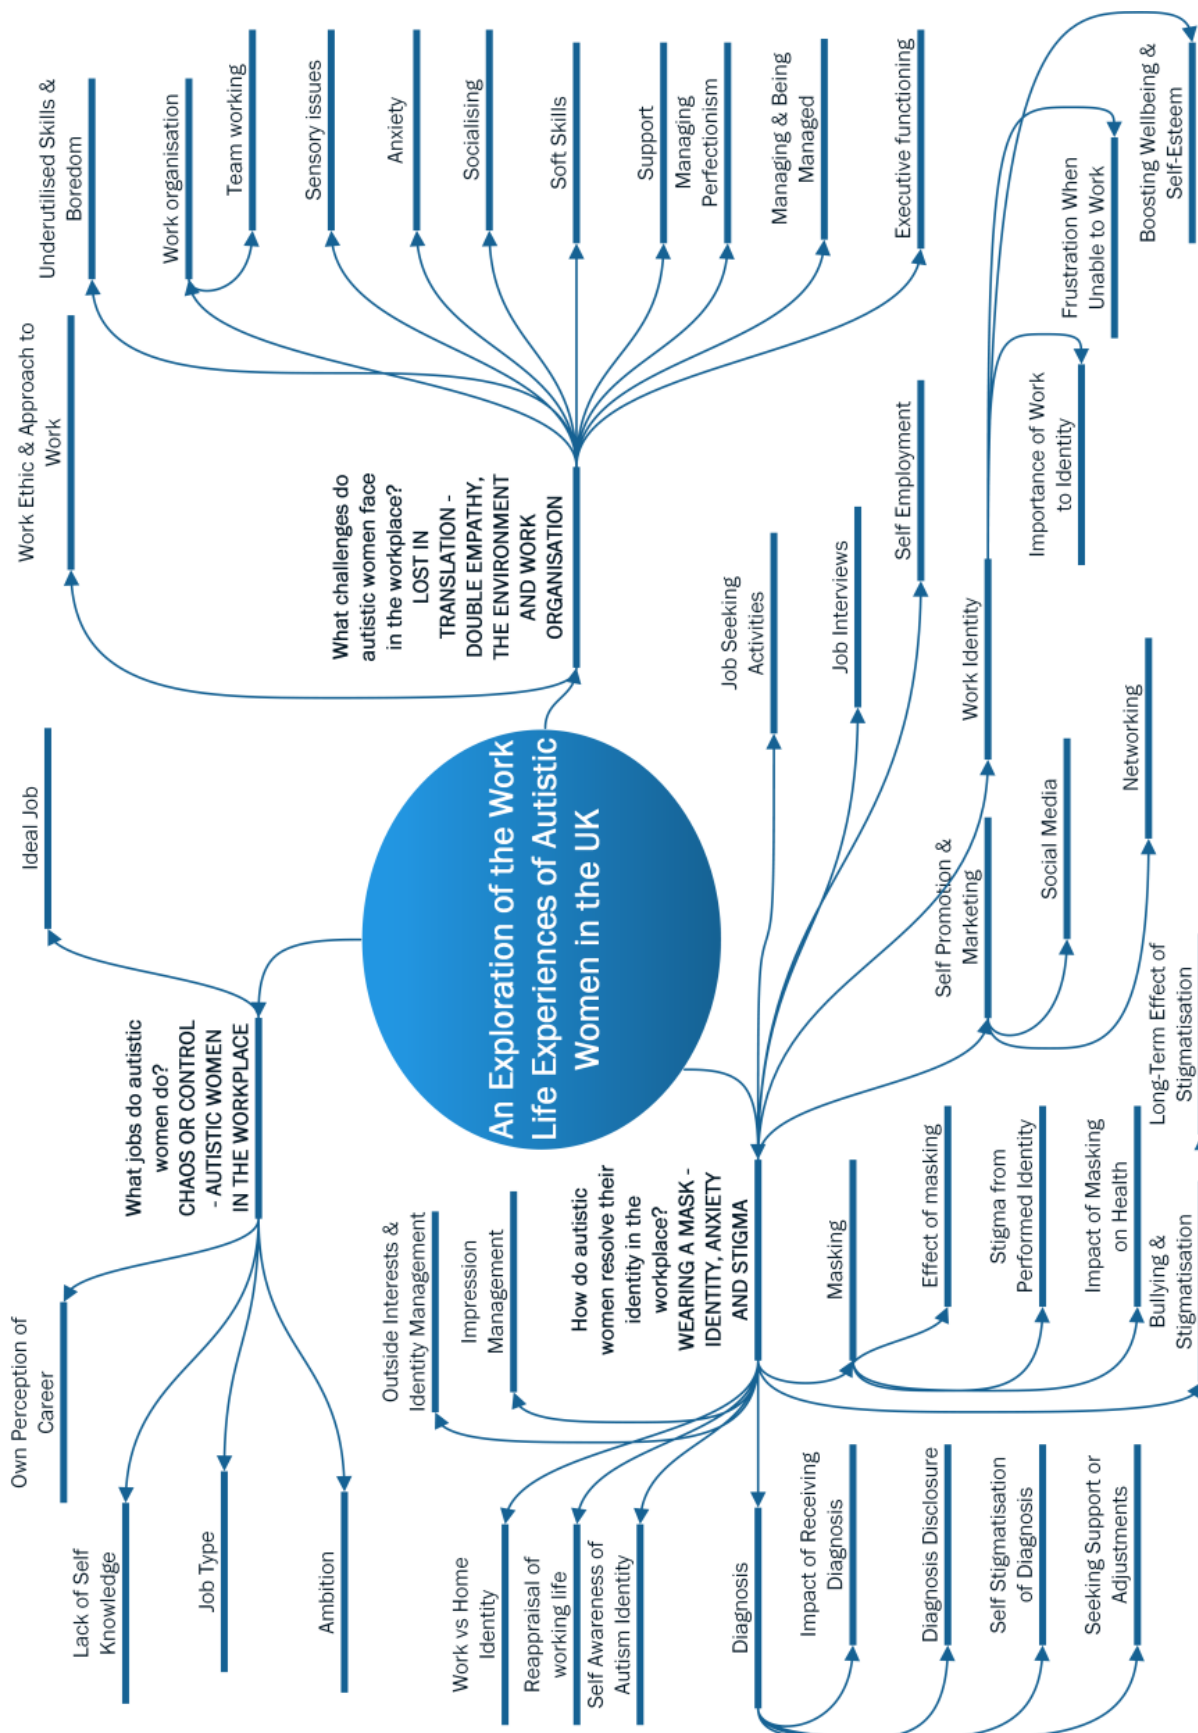 An Exploration of the Work
Life Experiences of Autistic
Women in the UK
What jobs do autistic
women do?
CHAOS OR CONTROL
- AUTISTIC WOMEN
IN THE WORKPLACE
Ideal Job
Own Perception of
Career
Lack of Self
Knowledge
Job Type
Ambition
What challenges do
autistic women face
in the workplace?
LOST IN
TRANSLATION -
DOUBLE EMPATHY,
THE ENVIRONMENT
AND WORK
ORGANISATION
Work Ethic & Approach to
Work
Underutilised Skills &
Boredom
Work organisation
Team working
Sensory issues
Anxiety
Socialising
Soft Skills
Support
Managing
Perfectionism
Managing & Being
Managed
Executive functioning
How do autistic
women resolve their
identity in the
workplace?
WEARING A MASK -
IDENTITY, ANXIETY
AND STIGMA
Outside Interests &
Identity Management
Impression
Management
Work vs Home
Identity
Reappraisal of
working life
Self Awareness of
Autism Identity
Diagnosis
Impact of Receiving
Diagnosis
Diagnosis Disclosure
Self Stigmatisation
of Diagnosis
Seeking Support or
Adjustments
Masking
Effect of masking
Stigma from
Performed Identity
Impact of Masking
on Health
Bullying &
Stigmatisation
Long-Term Effect of
Stigmatisation
Job Seeking
Activities
Job Interviews
Self Employment
Work Identity
Importance of Work
to Identity
Frustration When
Unable to Work
Boosting Wellbeing &
Self-Esteem
Self Promotion &
Marketing
Social Media
Networking